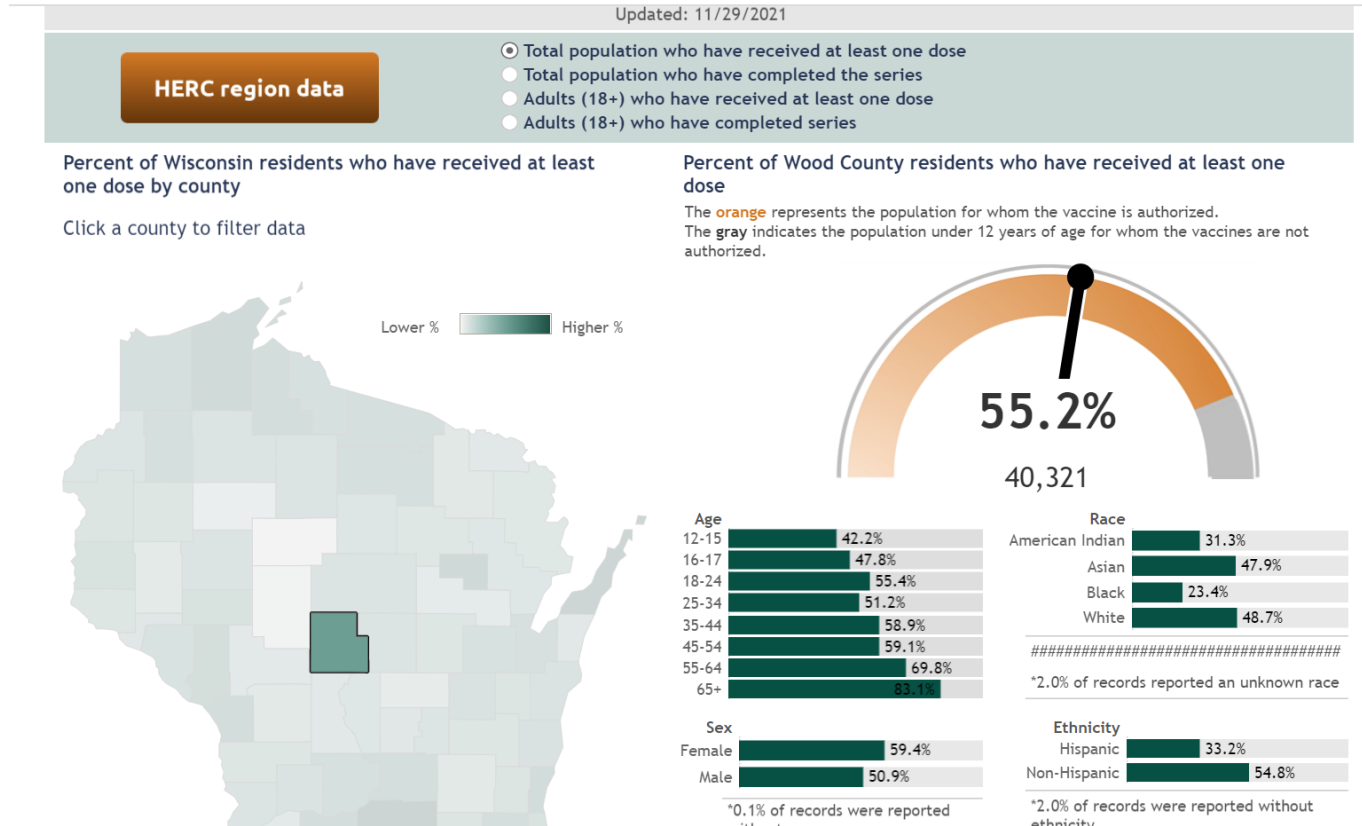 Updated: 11/29/2021
HERC region data
Total population who have received at least one dose
Total population who have completed the series
Adults (18+) who have received at least one dose
Adults (18+) who have completed series
Percent of Wisconsin residents who have received at least
one dose by county
Click a county to filter data
Lower %
Higher %
Percent of Wood County residents who have received at least one
dose
The orange represents the population for whom the vaccine is authorized.
The gray indicates the population under 12 years of age for whom the vaccines are not
authorized.
55.2%
40,321
Age
12-15 42.2%
16-17 47.8%
18-24 55.4%
25-34 51.2%
35-44 58.9%
45-54 59.1%
55-64 69.8%
65+ 83.1%
Race
American Indian 31.3%
Asian 47.9%
Black 23.4%
White 48.7%
#####################################
*2.0% of records reported an unknown race
Sex
Female 59.4%
Male 50.9%
*0.1% of records were reported
Ethnicity
Hispanic 33.2%
Non-Hispanic 54.8%
*2.0% of records were reported without
ethnicity